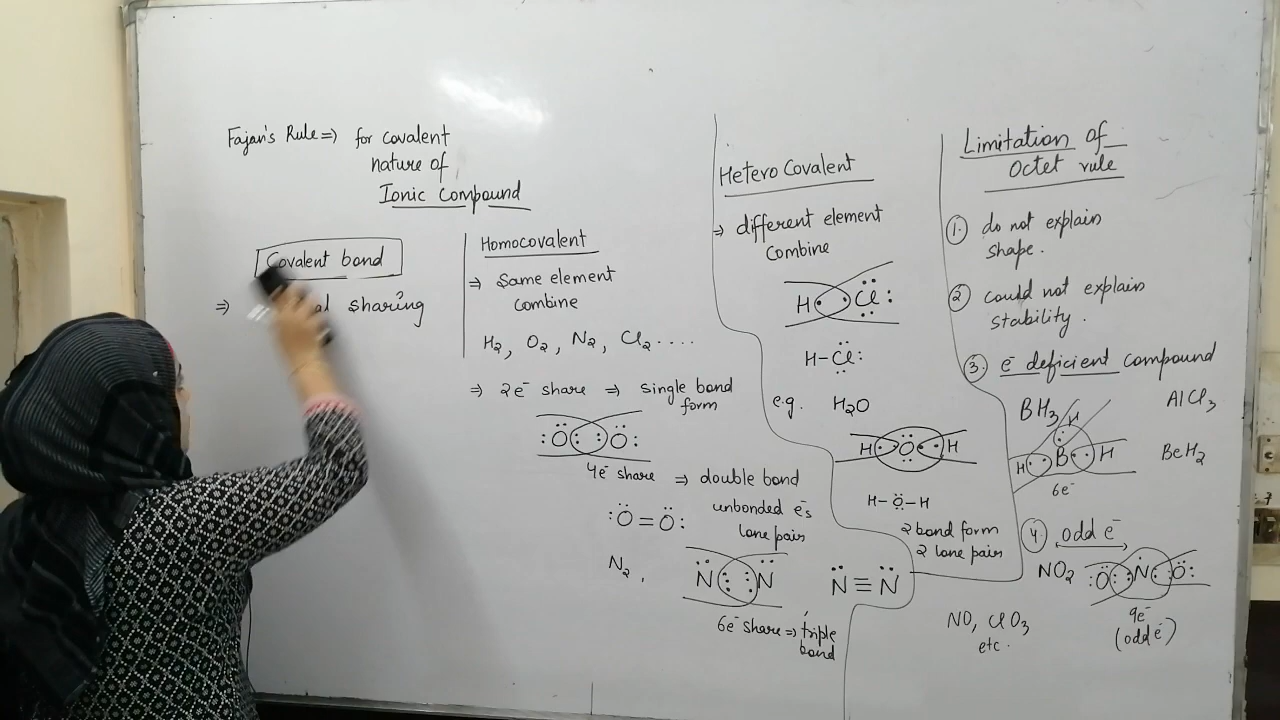 Fajan's Rule ⇒ for covalent
nature of
Ionic Compound
Covalent bond
⇒ sharing
Homocovalent
⇒ Same element
combine
H₂, O₂, N₂, Cl₂ ....
⇒ 2e⁻ share ⇒ single bond
form
:Ö::Ö:
4e⁻ share ⇒ double bond
:Ö=Ö:
unbonded e⁻s
lone pairs
N₂,
N̈:::N̈
N̈≡N̈
6e⁻ share ⇒ triple
bond
Hetero Covalent
⇒ different element
combine
H Cl:
H-Cl:
e.g. H₂O
H O H
H-Ö-H
2 bond form
2 lone pair
Limitation of
Octet rule
1. do not explain
shape.
2 could not explain
stability.
3. e⁻ deficient compound
BH₃ AlCl₃
H
H B H BeH₂
6e⁻
4. odd e⁻
NO₂ :O N O:
9e⁻
(odd e⁻)
NO, ClO₃
etc.